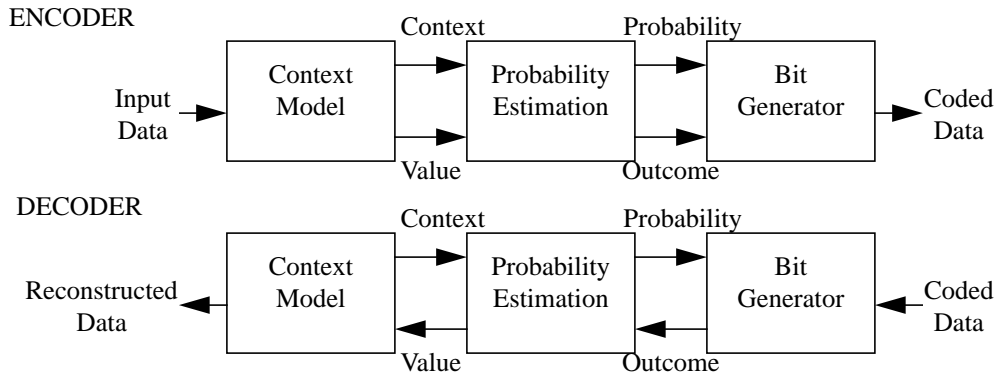 ENCODER
Context
Probability
Input
Data
Context
Model
Probability
Estimation
Bit
Generator
Coded
Data
Value
Outcome
DECODER
Context
Probability
Reconstructed
Data
Context
Model
Probability
Estimation
Bit
Generator
Coded
Data
Value
Outcome